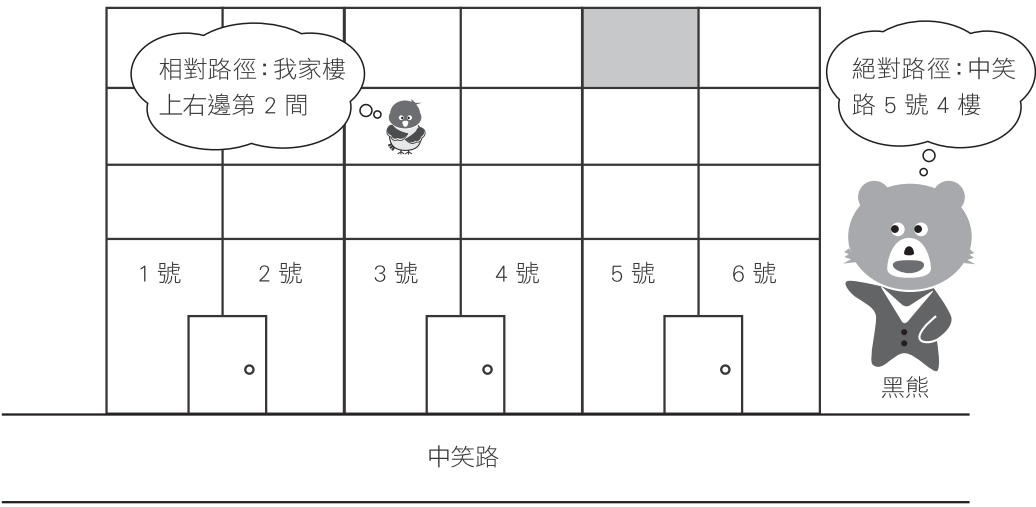 相對路徑：我家樓
上右邊第 2 間
絕對路徑：中笑
路 5 號 4 樓
1 號
2 號
3 號
4 號
5 號
6 號
黑熊
中笑路